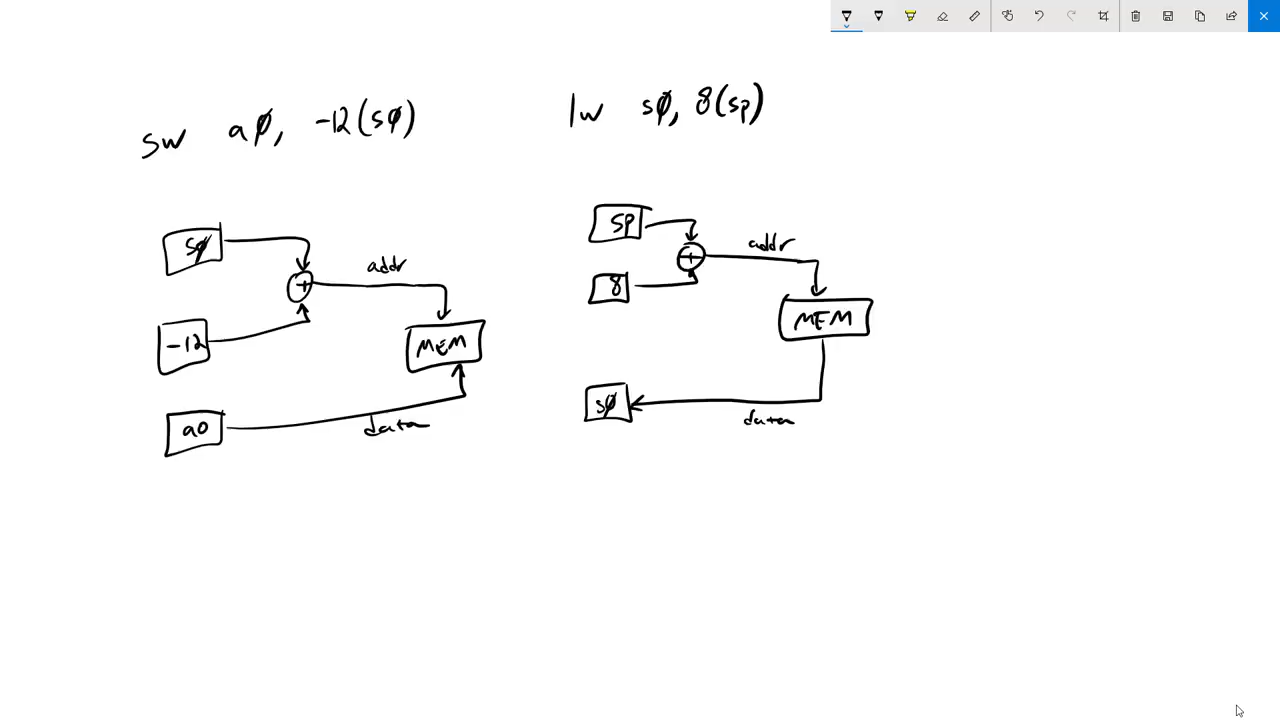 sw a0, -12(s0)
lw s0, 8(sp)
s0
+
addr
-12
MEM
a0
data
sp
+
addr
8
MEM
s0
data